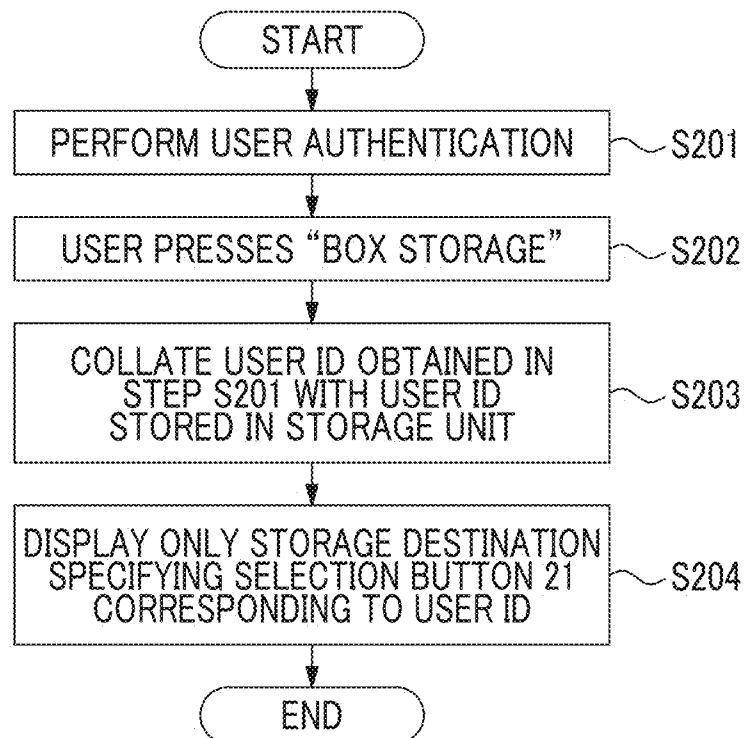 START
PERFORM USER AUTHENTICATION
S201
USER PRESSES “BOX STORAGE”
S202
COLLATE USER ID OBTAINED IN
STEP S201 WITH USER ID
STORED IN STORAGE UNIT
S203
DISPLAY ONLY STORAGE DESTINATION
SPECIFYING SELECTION BUTTON 21
CORRESPONDING TO USER ID
S204
END